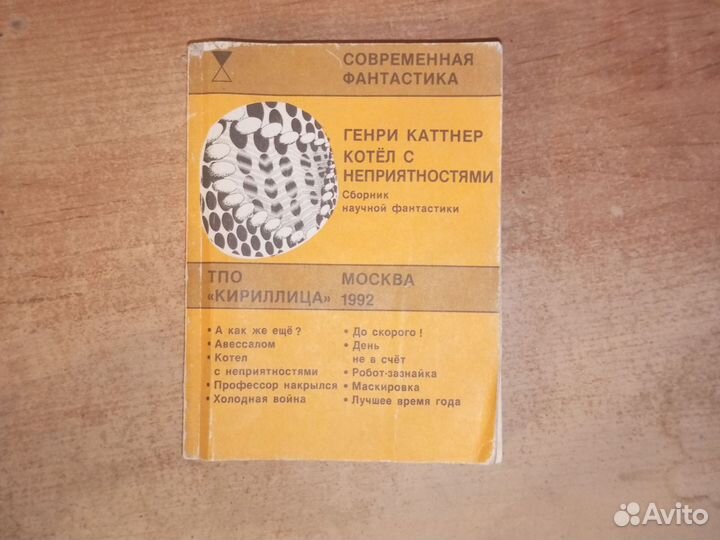 СОВРЕМЕННАЯ
ФАНТАСТИКА
ГЕНРИ КАТТНЕР
КОТЁЛ С
НЕПРИЯТНОСТЯМИ
Сборник
научной фантастики
ТПО
«КИРИЛЛИЦА»
МОСКВА
1992
• А как же ещё?
• Авессалом
• Котел
с неприятностями
• Профессор накрылся
• Холодная война
• До скорого!
• День
не в счёт
• Робот-зазнайка
• Маскировка
• Лучшее время года
Avito